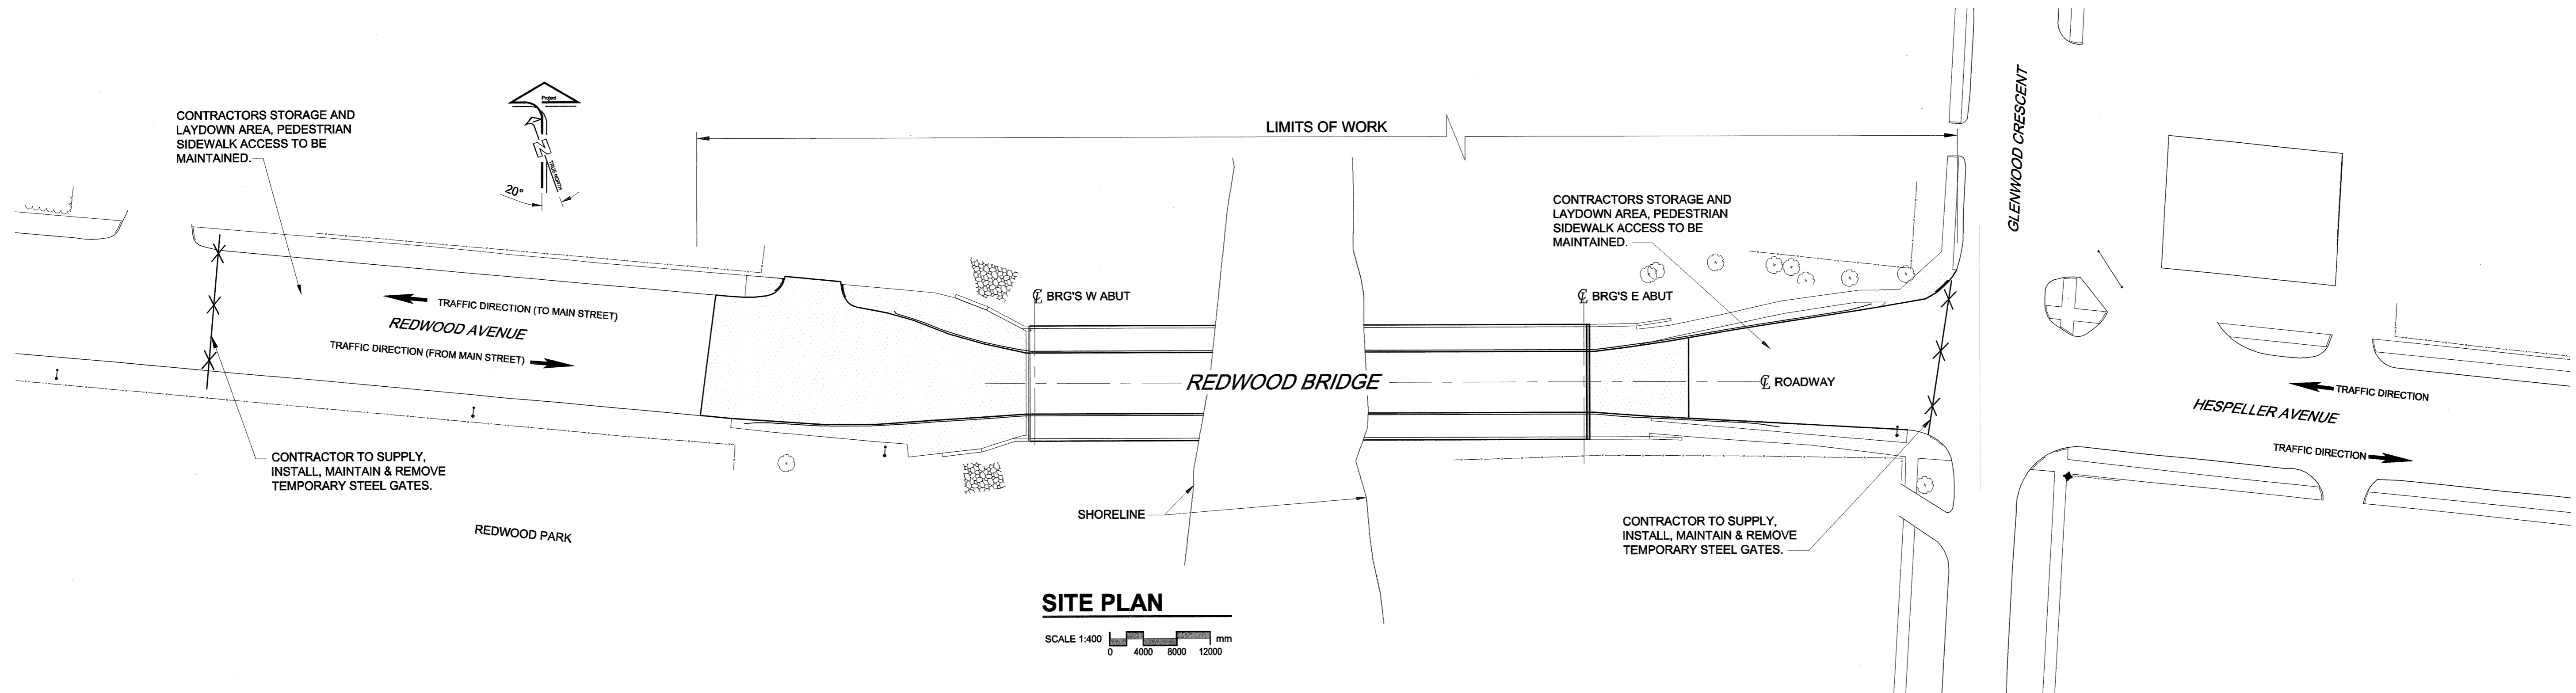 CONTRACTORS STORAGE AND
LAYDOWN AREA, PEDESTRIAN
SIDEWALK ACCESS TO BE
MAINTAINED.
Project
N
TRUE NORTH
20°
LIMITS OF WORK
GLENWOOD CRESCENT
CONTRACTORS STORAGE AND
LAYDOWN AREA, PEDESTRIAN
SIDEWALK ACCESS TO BE
MAINTAINED.
℄ BRG'S W ABUT
℄ BRG'S E ABUT
TRAFFIC DIRECTION (TO MAIN STREET)
REDWOOD AVENUE
TRAFFIC DIRECTION (FROM MAIN STREET)
REDWOOD BRIDGE
℄ ROADWAY
TRAFFIC DIRECTION
HESPELLER AVENUE
TRAFFIC DIRECTION
CONTRACTOR TO SUPPLY,
INSTALL, MAINTAIN & REMOVE
TEMPORARY STEEL GATES.
SHORELINE
REDWOOD PARK
CONTRACTOR TO SUPPLY,
INSTALL, MAINTAIN & REMOVE
TEMPORARY STEEL GATES.
SITE PLAN
SCALE 1:400
mm
0 4000 8000 12000